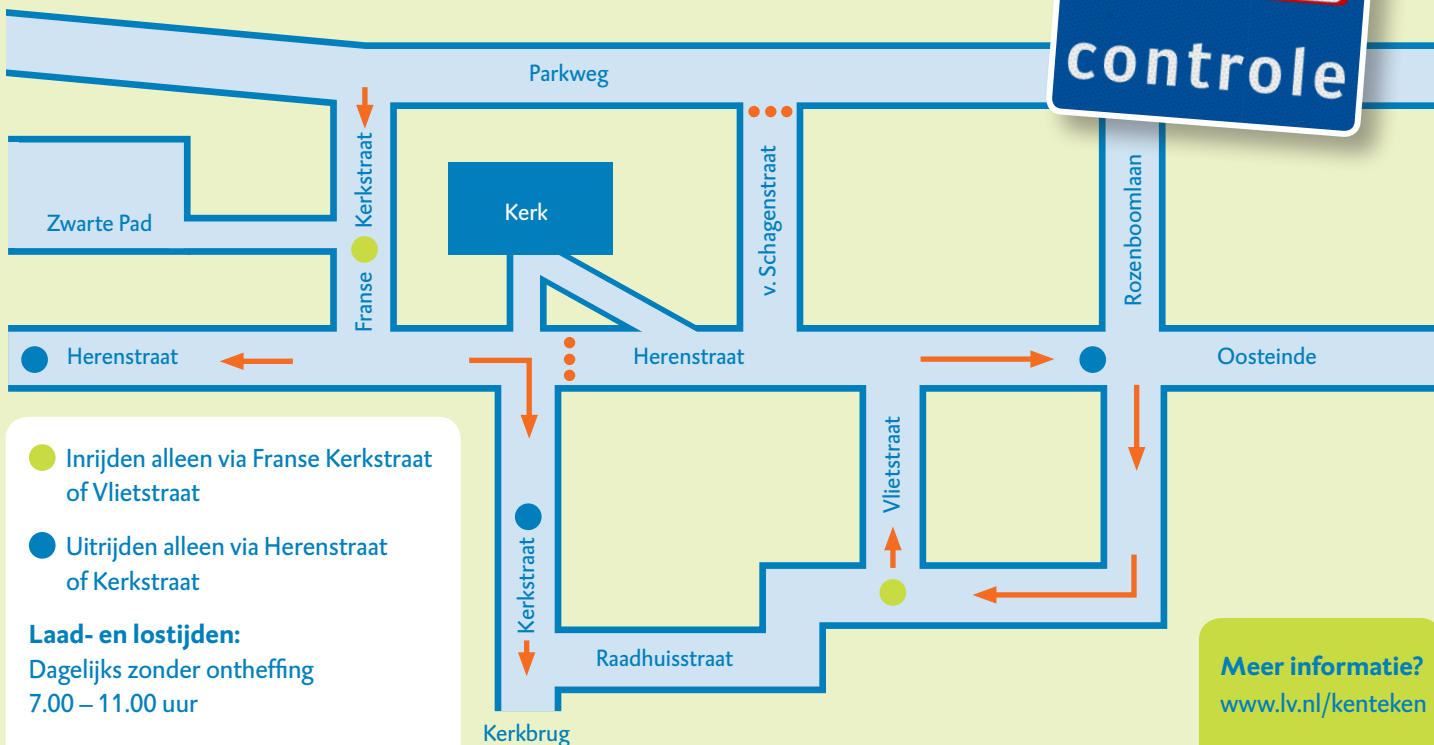 controle
Parkweg
Franse Kerkstraat
Zwarte Pad
Kerk
v. Schagenstraat
Rozenboomlaan
Herenstraat
Herenstraat
Oosteinde
Inrijden alleen via Franse Kerkstraat
of Vlietstraat
Uitrijden alleen via Herenstraat
of Kerkstraat
Laad- en lostijden:
Dagelijks zonder ontheffing
7.00 – 11.00 uur
Kerkstraat
Vlietstraat
Raadhuisstraat
Kerkbrug
Meer informatie?
www.lv.nl/kenteken